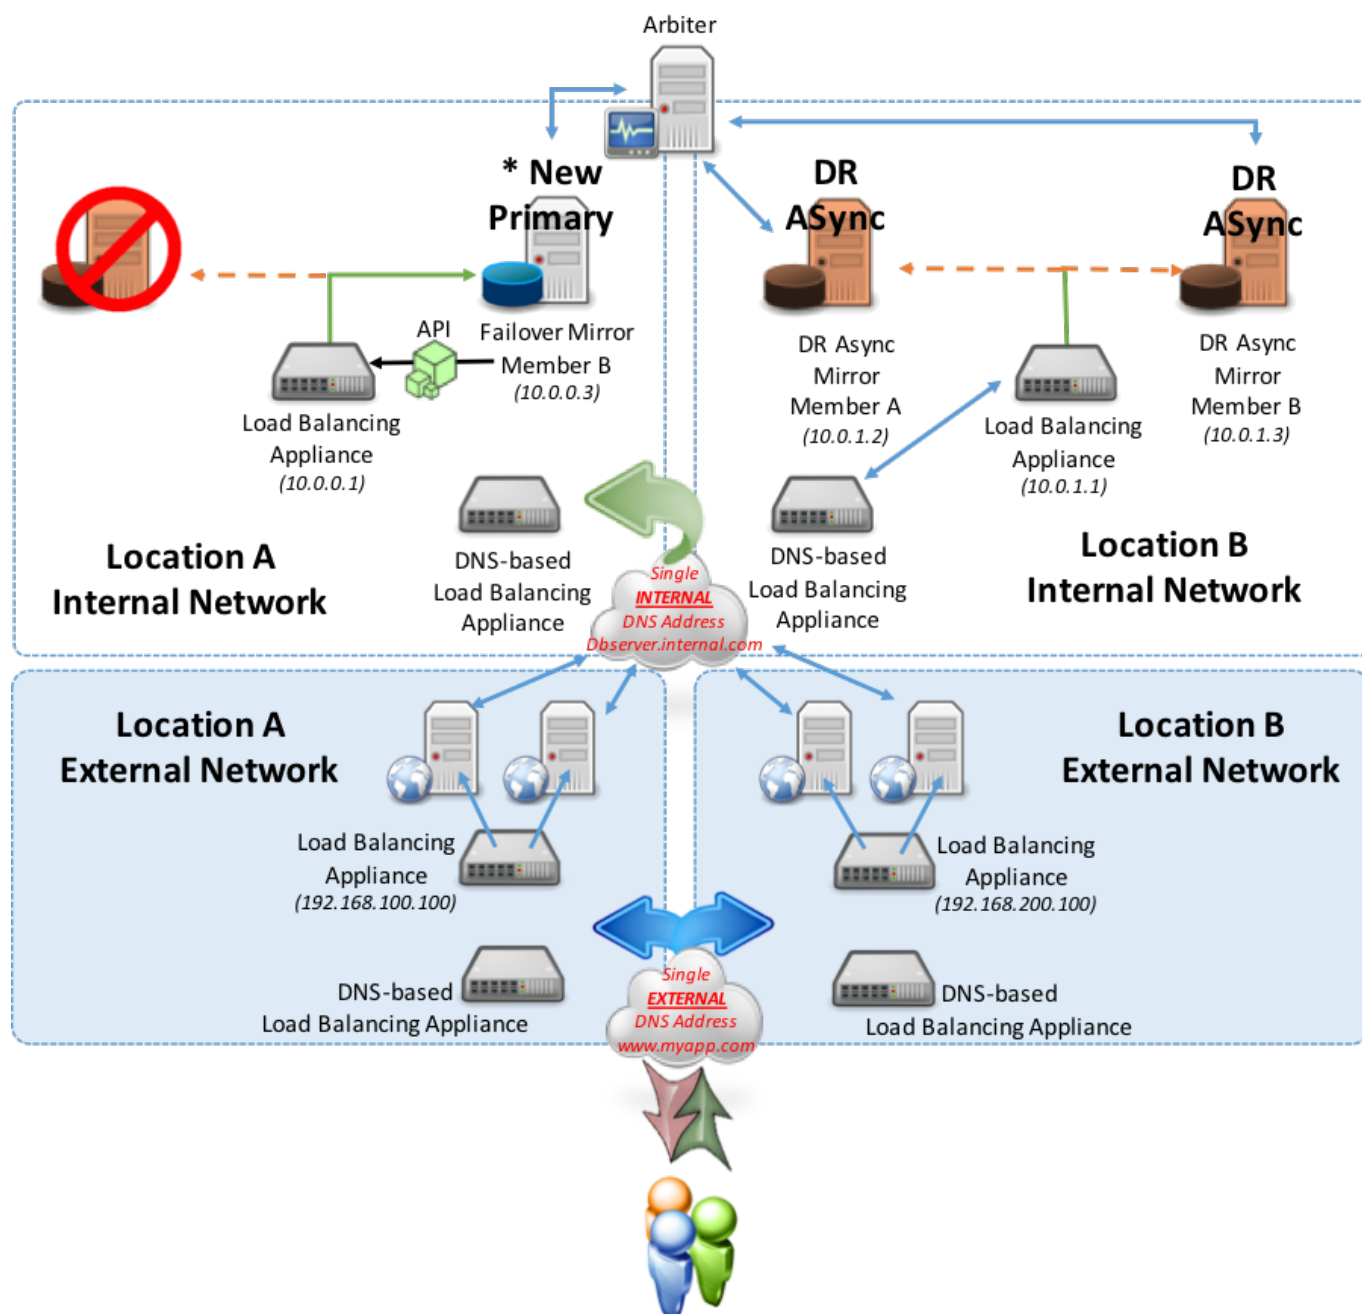 Arbiter
* New
Primary
DR
ASync
DR
ASync
API
Failover Mirror
Member B
(10.0.0.3)
Load Balancing
Appliance
(10.0.0.1)
DR Async
Mirror
Member A
(10.0.1.2)
Load Balancing
Appliance
(10.0.1.1)
DR Async
Mirror
Member B
(10.0.1.3)
Location A
Internal Network
DNS-based
Load Balancing
Appliance
Single
INTERNAL
DNS Address
Dbserver.internal.com
DNS-based
Load Balancing
Appliance
Location B
Internal Network
Location A
External Network
Location B
External Network
Load Balancing
Appliance
(192.168.100.100)
Load Balancing
Appliance
(192.168.200.100)
DNS-based
Load Balancing Appliance
Single
EXTERNAL
DNS Address
www.myapp.com
DNS-based
Load Balancing Appliance